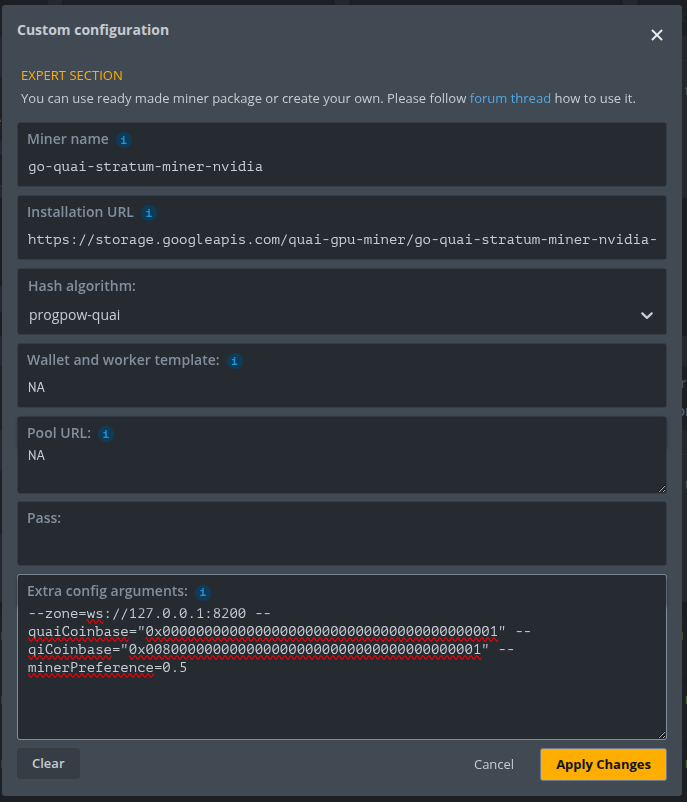 Custom configuration
EXPERT SECTION
You can use ready made miner package or create your own. Please follow forum thread how to use it.
Miner name
go-quai-stratum-miner-nvidia
Installation URL
https://storage.googleapis.com/quai-gpu-miner/go-quai-stratum-miner-nvidia-
Hash algorithm:
progpow-quai
Wallet and worker template:
NA
Pool URL:
NA
Pass:
Extra config arguments:
--zone=ws://127.0.0.1:8200 --
quaiCoinbase="0x0000000000000000000000000000000000000001" --
qiCoinbase="0x0080000000000000000000000000000000000001" --
minerPreference=0.5
Clear
Cancel
Apply Changes